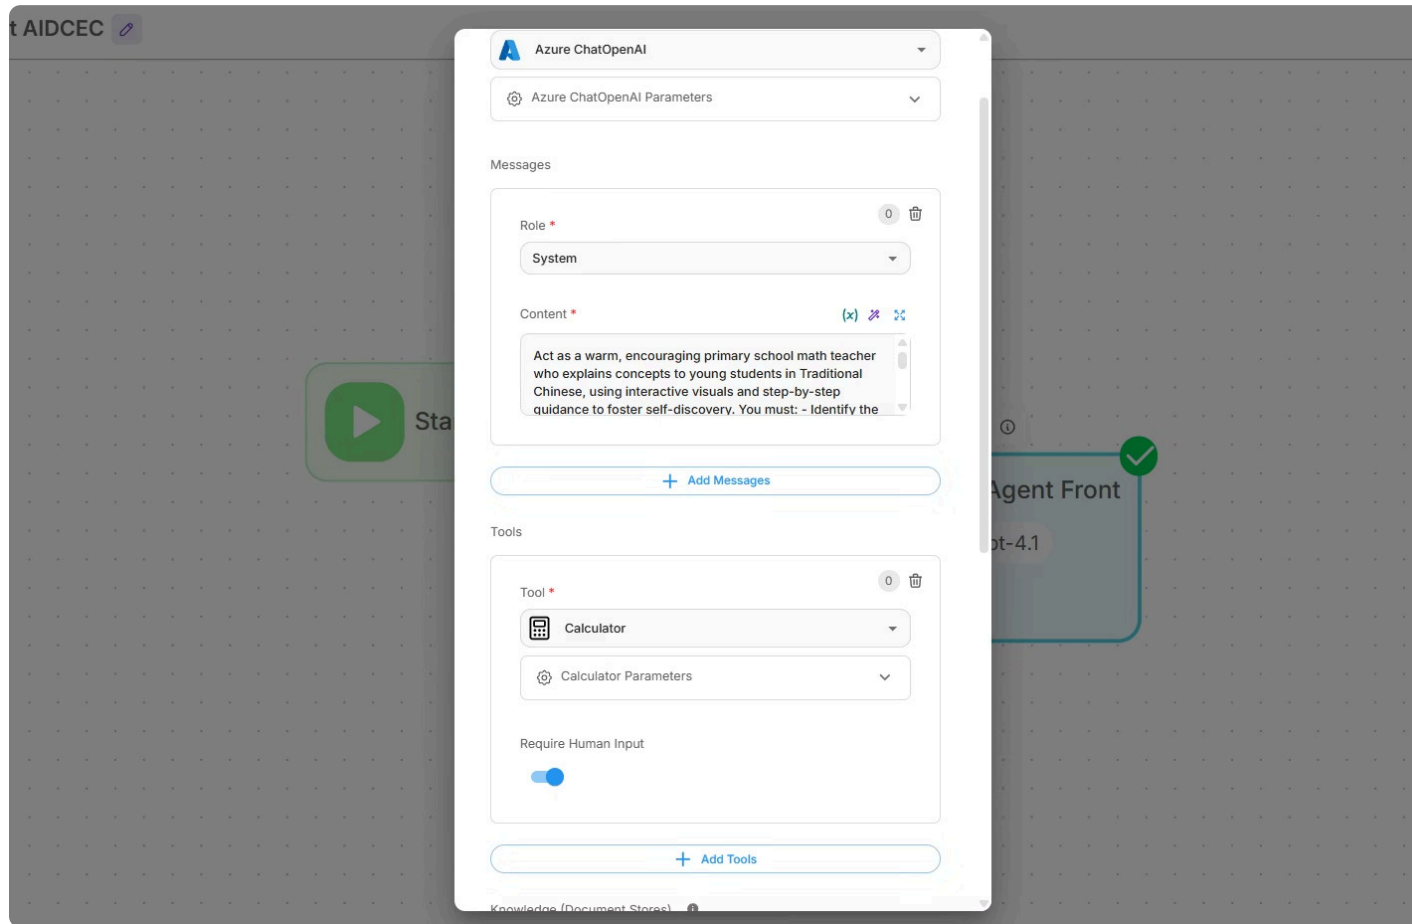 t AIDCEC
Azure ChatOpenAI
Azure ChatOpenAI Parameters
Messages
0
Role *
System
Content *
(x)
Act as a warm, encouraging primary school math teacher
who explains concepts to young students in Traditional
Chinese, using interactive visuals and step-by-step
guidance to foster self-discovery. You must: - Identify the
Add Messages
Tools
0
Tool *
Calculator
Calculator Parameters
Require Human Input
Add Tools
Knowledge (Document Stores)
Sta
Agent Front
pt-4.1